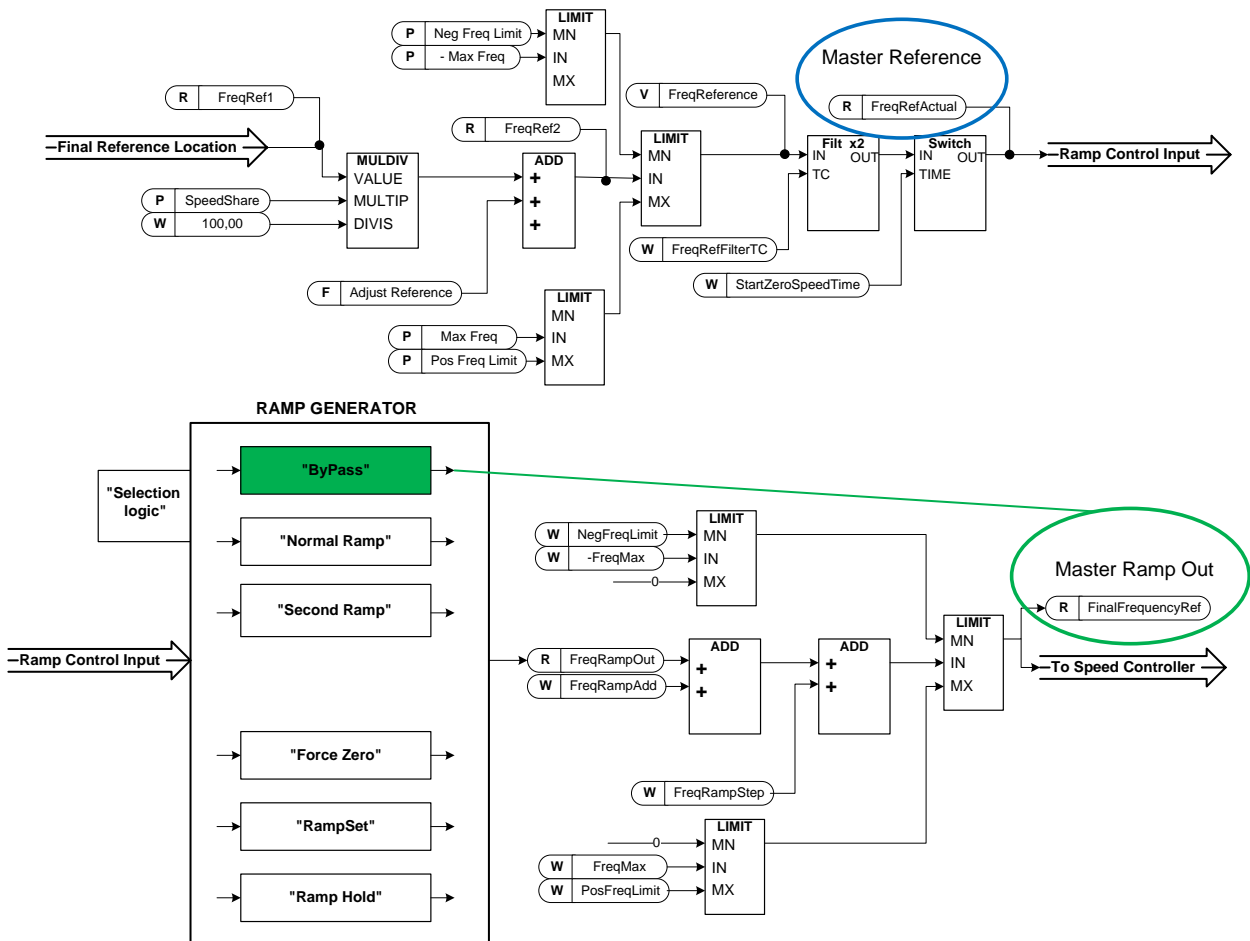 LIMIT
P Neg Freq Limit
MN
P - Max Freq
IN
MX
Master Reference
R FreqRef1
V FreqReference
R FreqRefActual
R FreqRef2
Final Reference Location
MULDIV
VALUE
P SpeedShare
MULTIP
W 100,00
DIVIS
ADD
+
+
+
LIMIT
MN
IN
MX
Filt x2
IN OUT
TC
Switch
IN OUT
TIME
Ramp Control Input
W FreqRefFilterTC
W StartZeroSpeedTime
F Adjust Reference
LIMIT
MN
P Max Freq
IN
P Pos Freq Limit
MX
RAMP GENERATOR
"ByPass"
"Selection
logic"
"Normal Ramp"
"Second Ramp"
Ramp Control Input
"Force Zero"
"RampSet"
"Ramp Hold"
LIMIT
W NegFreqLimit
MN
W -FreqMax
IN
0
MX
Master Ramp Out
R FinalFrequencyRef
LIMIT
MN
IN
MX
To Speed Controller
R FreqRampOut
W FreqRampAdd
ADD
+
+
ADD
+
+
W FreqRampStep
LIMIT
0
MN
W FreqMax
IN
W PosFreqLimit
MX